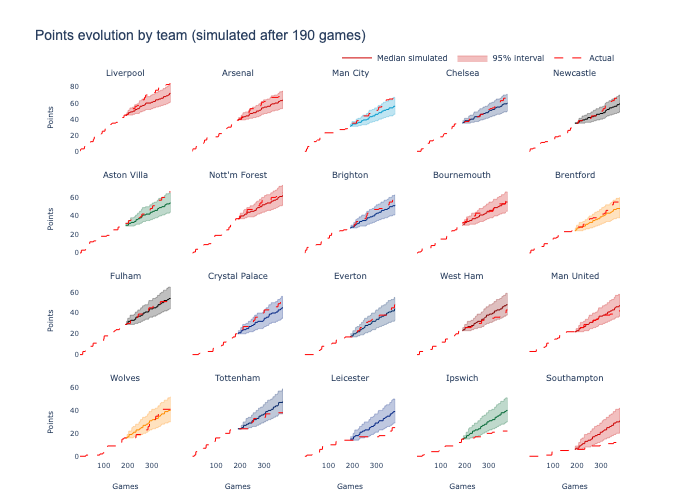 Points evolution by team (simulated after 190 games)
Median simulated 95% interval Actual
Liverpool Arsenal Man City Chelsea Newcastle
80
60
40
20
0
Points
Aston Villa Nott'm Forest Brighton Bournemouth Brentford
60
40
20
0
Points
Fulham Crystal Palace Everton West Ham Man United
60
40
20
0
Points
Wolves Tottenham Leicester Ipswich Southampton
60
40
20
0
Points
100 200 300 100 200 300 100 200 300 100 200 300 100 200 300
Games Games Games Games Games